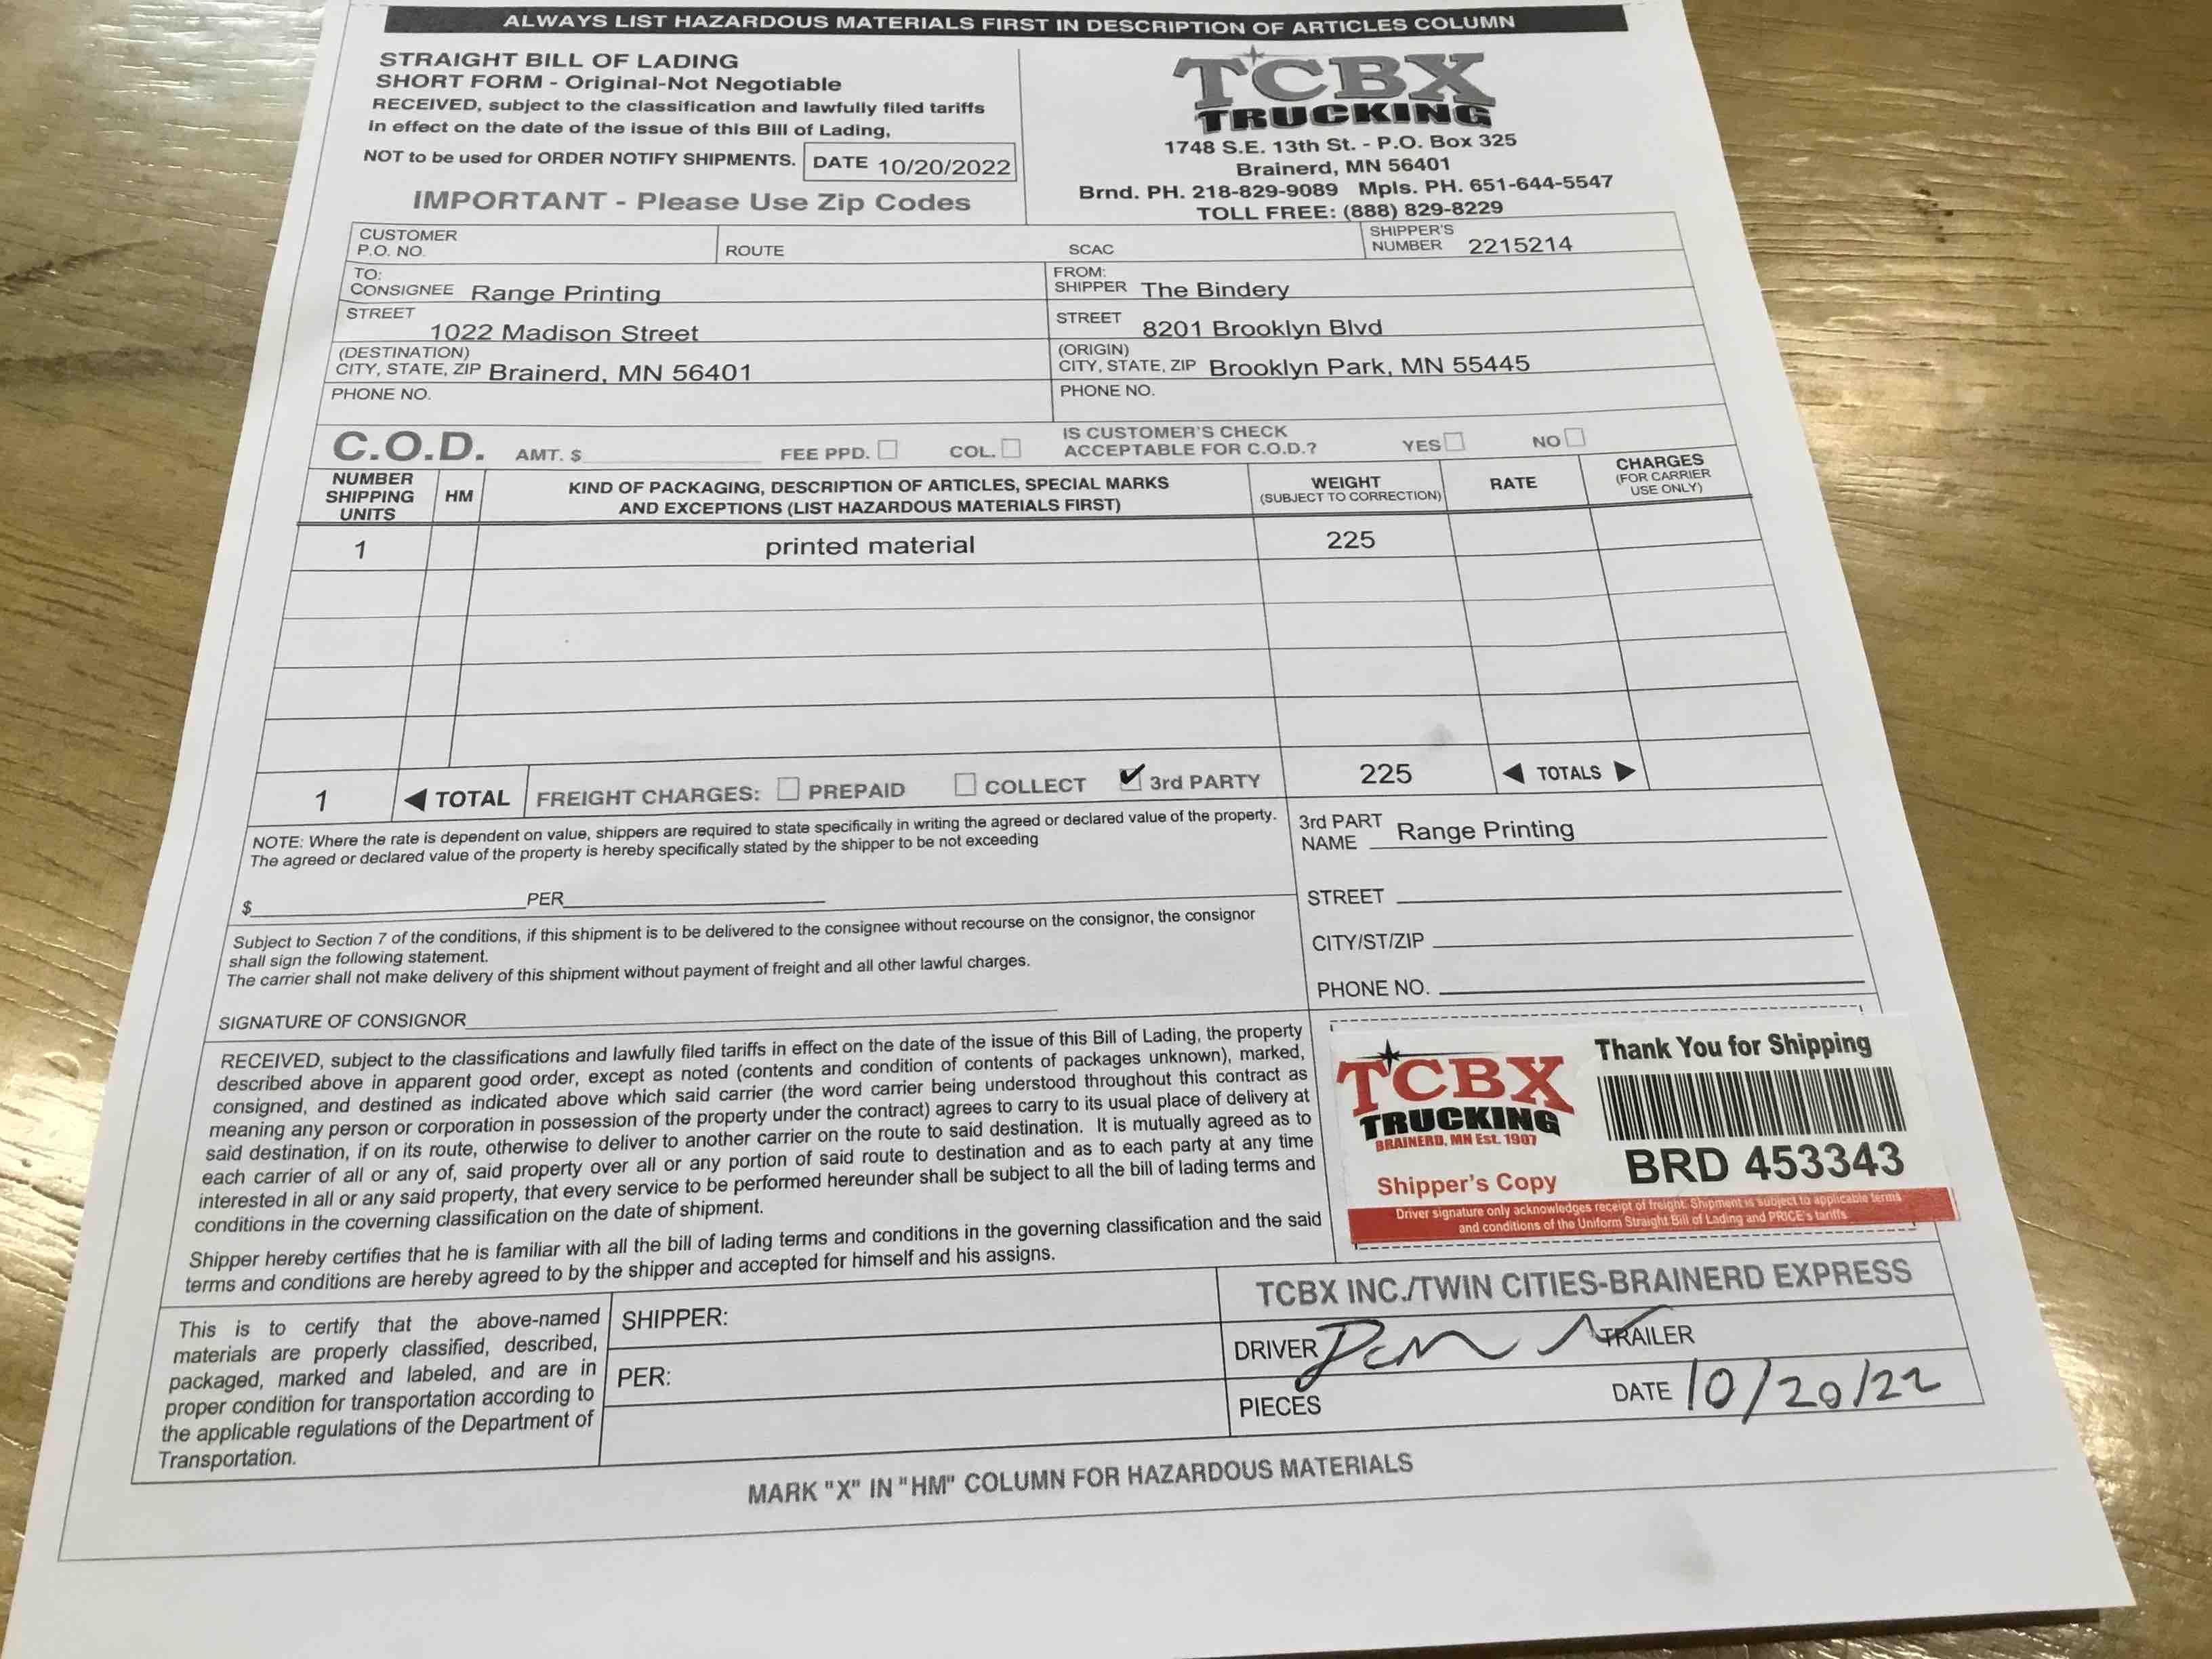 ALWAYS LIST HAZARDOUS MATERIALS FIRST IN DESCRIPTION OF ARTICLES COLUMN
STRAIGHT BILL OF LADING
SHORT FORM - Original-Not Negotiable
RECEIVED, subject to the classification and lawfully filed tariffs
In effect on the date of the issue of this Bill of Lading,
NOT to be used for ORDER NOTIFY SHIPMENTS. DATE 10/20/2022
IMPORTANT - Please Use Zip Codes
TCBX
TRUCKING
1748 S.E. 13th St. - P.O. Box 325
Brainerd, MN 56401
Brnd. PH. 218-829-9089 Mpls. PH. 651-644-5547
TOLL FREE: (888) 829-8229
CUSTOMER
P.O. NO. ROUTE SCAC
SHIPPER'S
NUMBER 2215214
TO:
CONSIGNEE Range Printing
STREET
1022 Madison Street
(DESTINATION)
CITY, STATE, ZIP Brainerd, MN 56401
PHONE NO.
FROM:
SHIPPER The Bindery
STREET 8201 Brooklyn Blvd
(ORIGIN)
CITY, STATE, ZIP Brooklyn Park, MN 55445
PHONE NO.
C.O.D. AMT. $ FEE PPD. COL.
IS CUSTOMER'S CHECK
ACCEPTABLE FOR C.O.D.? YES NO
NUMBER
SHIPPING
UNITS
HM
KIND OF PACKAGING, DESCRIPTION OF ARTICLES, SPECIAL MARKS
AND EXCEPTIONS (LIST HAZARDOUS MATERIALS FIRST)
WEIGHT
(SUBJECT TO CORRECTION)
RATE
CHARGES
(FOR CARRIER
USE ONLY)
1 printed material 225
1 ◀ TOTAL FREIGHT CHARGES: ☐ PREPAID ☐ COLLECT ☑ 3rd PARTY 225 ◀ TOTALS ▶
NOTE: Where the rate is dependent on value, shippers are required to state specifically in writing the agreed or declared value of the property.
The agreed or declared value of the property is hereby specifically stated by the shipper to be not exceeding
$ PER
3rd PART
NAME Range Printing
STREET
CITY/ST/ZIP
PHONE NO.
Subject to Section 7 of the conditions, if this shipment is to be delivered to the consignee without recourse on the consignor, the consignor
shall sign the following statement.
The carrier shall not make delivery of this shipment without payment of freight and all other lawful charges.
SIGNATURE OF CONSIGNOR
RECEIVED, subject to the classifications and lawfully filed tariffs in effect on the date of the issue of this Bill of Lading, the property
described above in apparent good order, except as noted (contents and condition of contents of packages unknown), marked,
consigned, and destined as indicated above which said carrier (the word carrier being understood throughout this contract as
meaning any person or corporation in possession of the property under the contract) agrees to carry to its usual place of delivery at
said destination, if on its route, otherwise to deliver to another carrier on the route to said destination. It is mutually agreed as to
each carrier of all or any of, said property over all or any portion of said route to destination and as to each party at any time
interested in all or any said property, that every service to be performed hereunder shall be subject to all the bill of lading terms and
conditions in the coverning classification on the date of shipment.
Shipper hereby certifies that he is familiar with all the bill of lading terms and conditions in the governing classification and the said
terms and conditions are hereby agreed to by the shipper and accepted for himself and his assigns.
TCBX
TRUCKING
BRAINERD, MN Est. 1907
Shipper's Copy
Thank You for Shipping
BRD 453343
Driver signature only acknowledges receipt of freight. Shipment is subject to applicable terms
and conditions of the Uniform Straight Bill of Lading and PRICE's tariffs
This is to certify that the above-named
materials are properly classified, described,
packaged, marked and labeled, and are in
proper condition for transportation according to
the applicable regulations of the Department of
Transportation.
SHIPPER:
PER:
TCBX INC./TWIN CITIES-BRAINERD EXPRESS
DRIVER TRAILER
PIECES DATE 10/20/22
MARK "X" IN "HM" COLUMN FOR HAZARDOUS MATERIALS